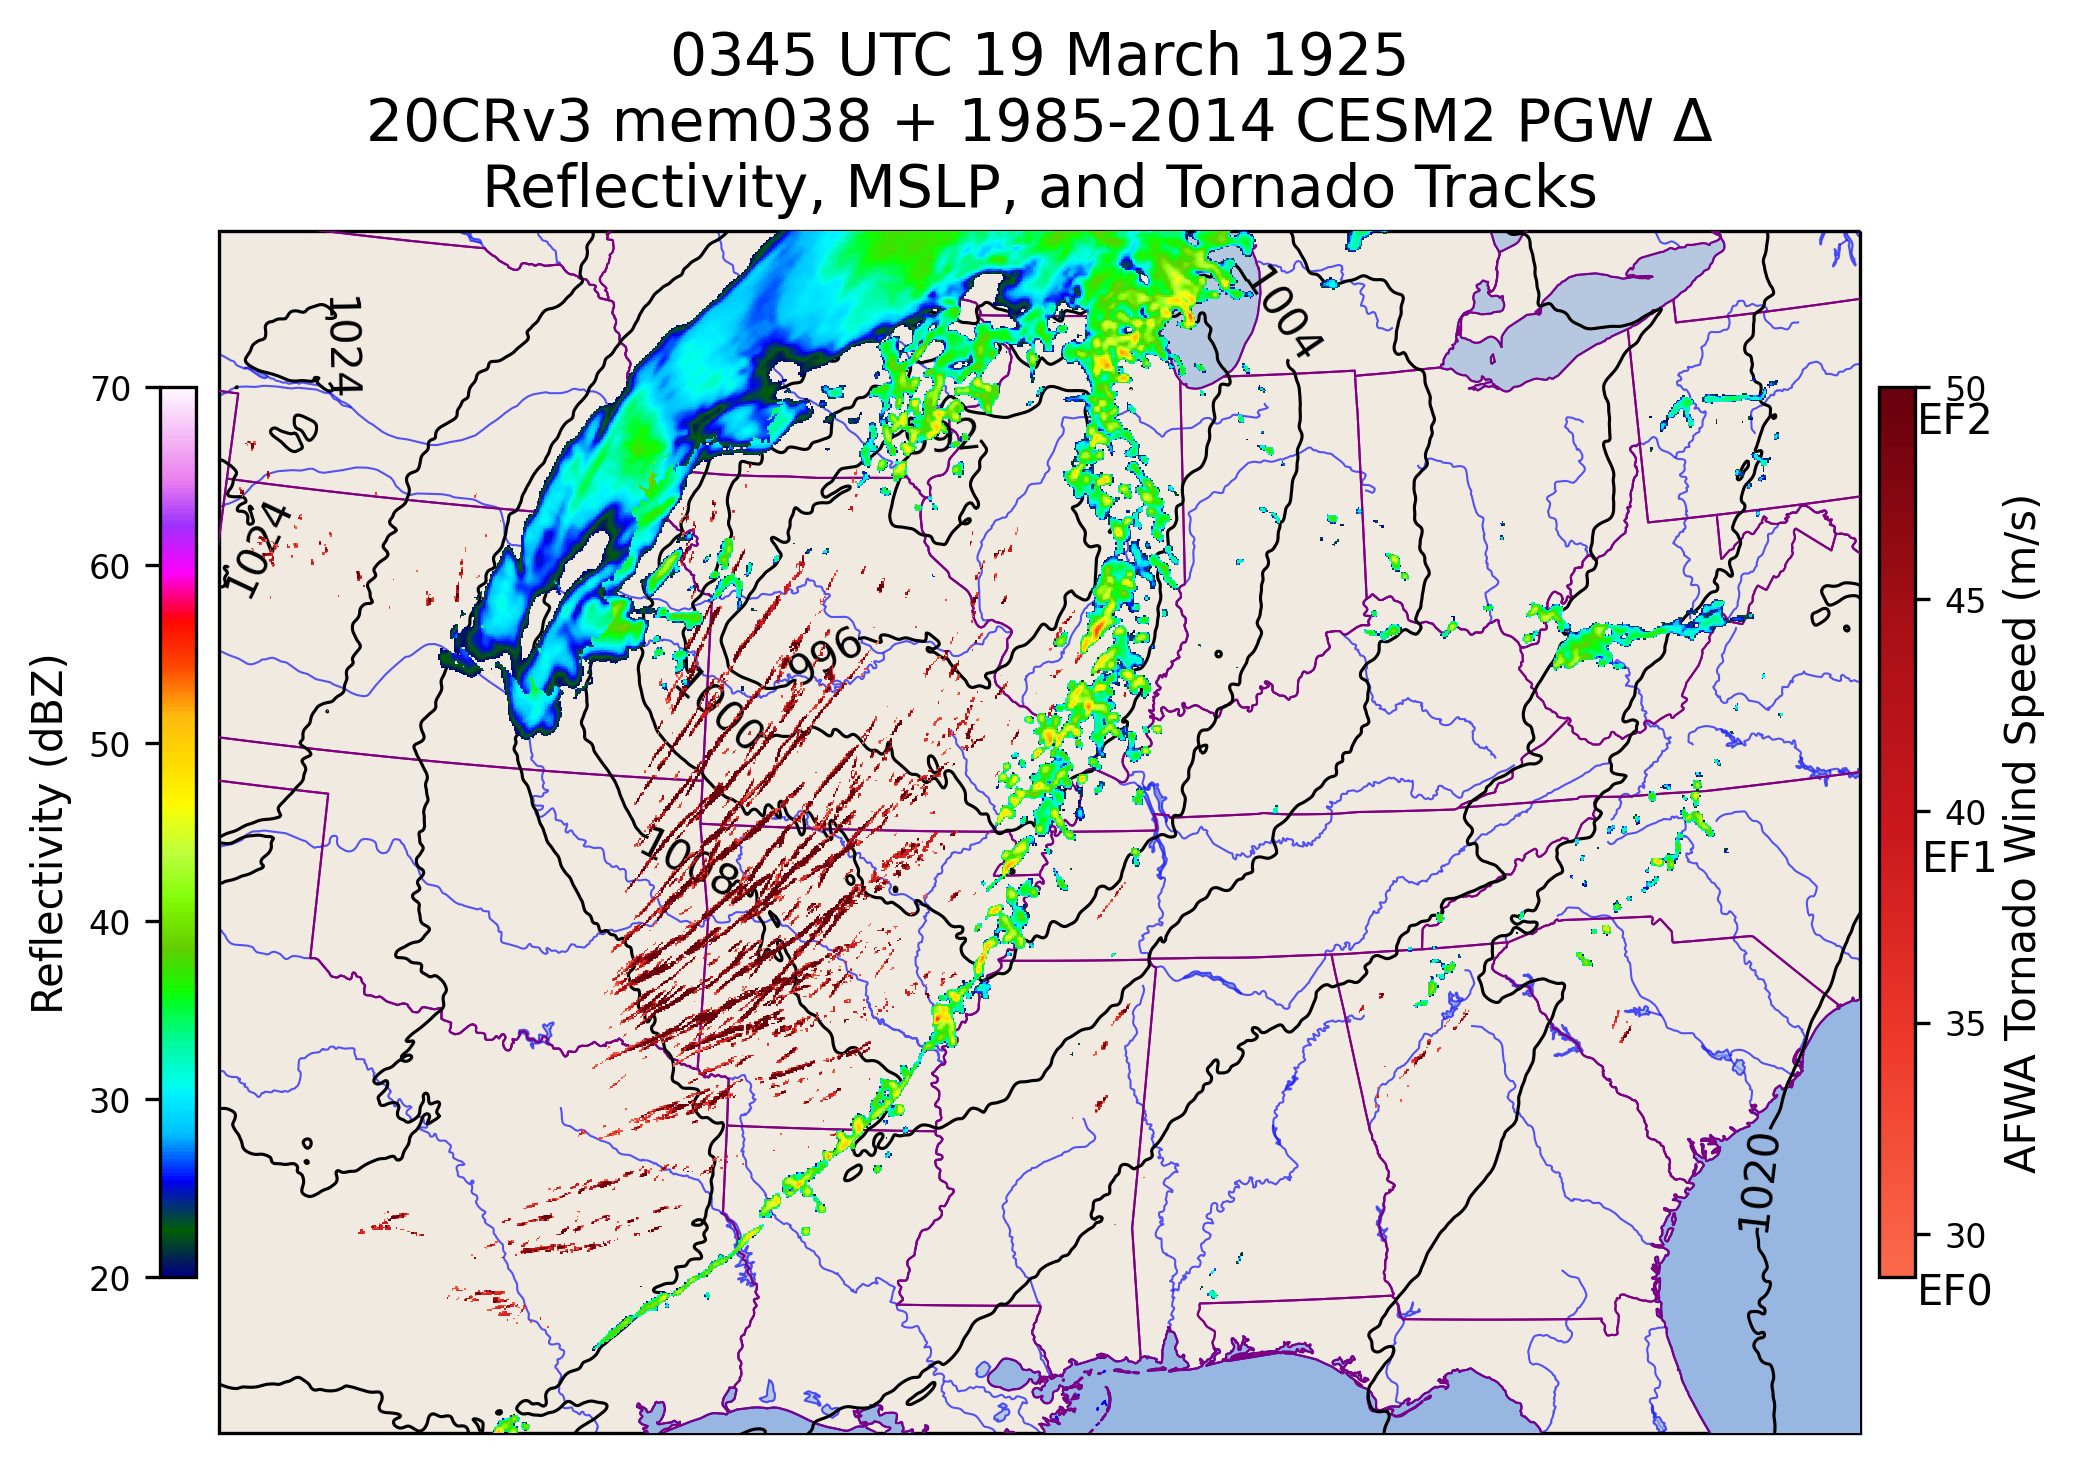 0345 UTC 19 March 1925
20CRv3 mem038 + 1985-2014 CESM2 PGW Δ
Reflectivity, MSLP, and Tornado Tracks
Reflectivity (dBZ)
70
60
50
40
30
20
1024
1024
1004
992
996
1000
1008
1020
50
EF2
45
40
EF1
35
30
EF0
AFWA Tornado Wind Speed (m/s)